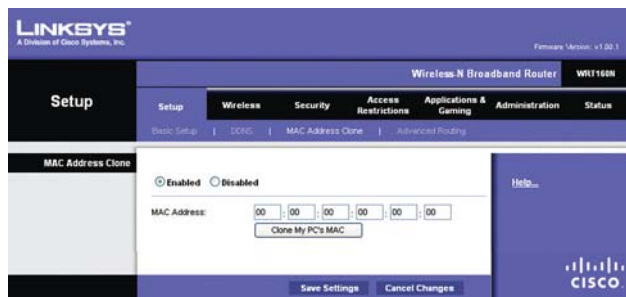 LINKSYS®
A Division of Cisco Systems, Inc.
Firmware Version: v1.00.1
Wireless-N Broadband Router WRT160N
Setup
Setup Wireless Security Access Restrictions Applications & Gaming Administration Status
Basic Setup | DDNS | MAC Address Clone | Advanced Routing
MAC Address Clone
Enabled Disabled
Help...
MAC Address: 00 : 00 : 00 : 00 : 00 : 00
Clone My PC's MAC
Save Settings Cancel Changes
CISCO